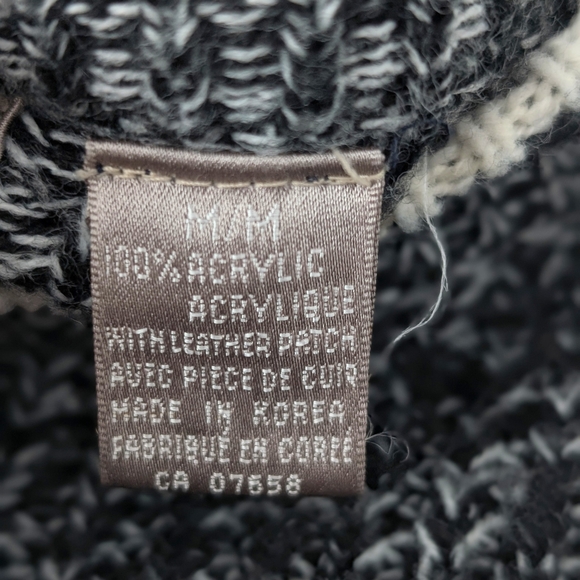 M/M
100% ACRYLIC
ACRYLIQUE
WITH LEATHER PATCH
AVEC PIECE DE CUIR
MADE IN KOREA
FABRIQUE EN COREE
CA 07658